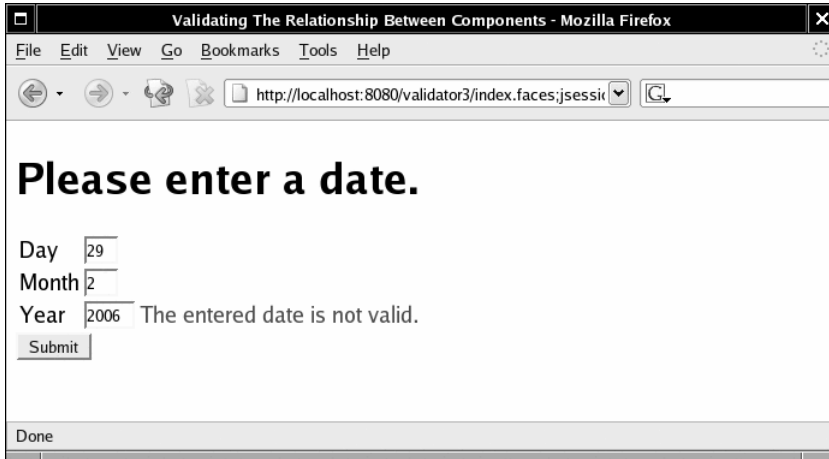 Validating The Relationship Between Components - Mozilla Firefox
File Edit View Go Bookmarks Tools Help
http://localhost:8080/validator3/index.faces;jsessi
G
Please enter a date.
Day 29
Month 2
Year 2006 The entered date is not valid.
Submit
Done